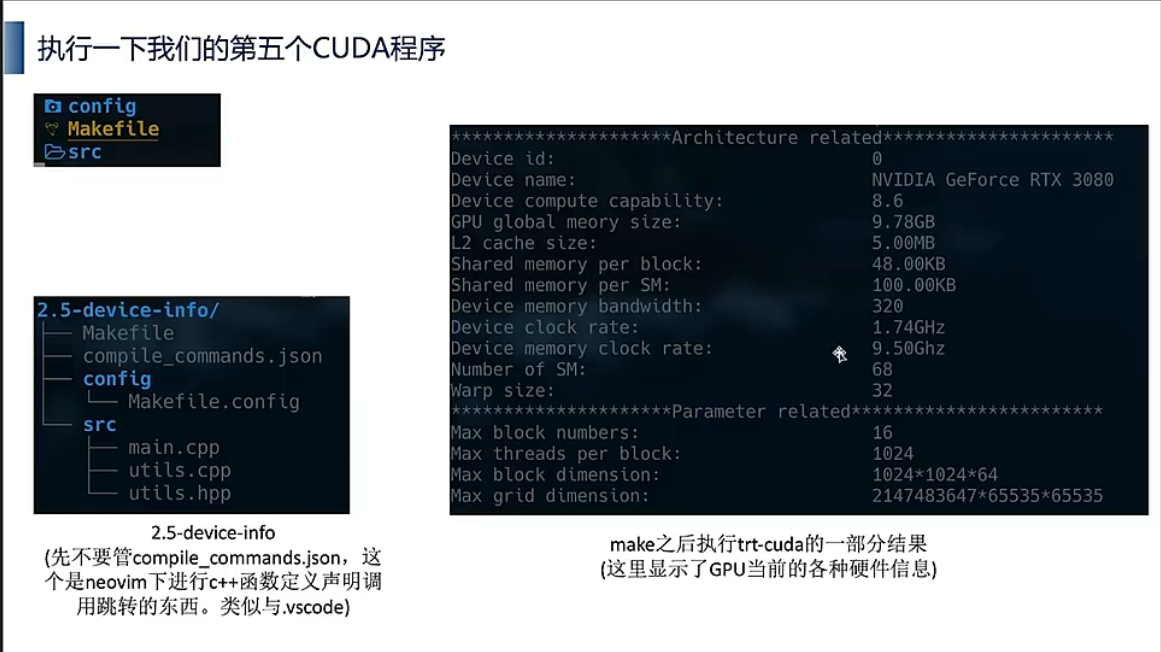 执行一下我们的第五个CUDA程序
config
Makefile
src
2.5-device-info/
Makefile
compile_commands.json
config
Makefile.config
src
main.cpp
utils.cpp
utils.hpp
2.5-device-info
(先不要管compile_commands.json，这
个是neovim下进行c++函数定义声明调
用跳转的东西。类似与.vscode)
*********************Architecture related**********************
Device id: 0
Device name: NVIDIA GeForce RTX 3080
Device compute capability: 8.6
GPU global meory size: 9.78GB
L2 cache size: 5.00MB
Shared memory per block: 48.00KB
Shared memory per SM: 100.00KB
Device memory bandwidth: 320
Device clock rate: 1.74GHz
Device memory clock rate: 9.50Ghz
Number of SM: 68
Warp size: 32
*********************Parameter related************************
Max block numbers: 16
Max threads per block: 1024
Max block dimension: 1024*1024*64
Max grid dimension: 2147483647*65535*65535
make之后执行trt-cuda的一部分结果
(这里显示了GPU当前的各种硬件信息)